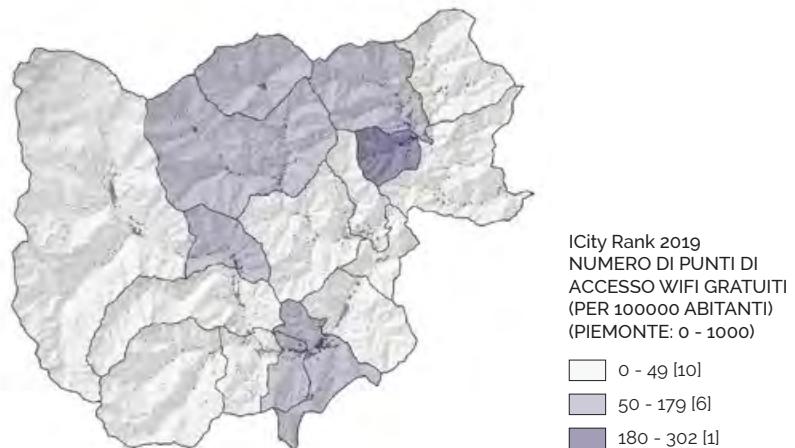 ICity Rank 2019
NUMERO DI PUNTI DI
ACCESSO WIFI GRATUITI
(PER 100000 ABITANTI)
(PIEMONTE: 0 - 1000)
0 - 49 [10]
50 - 179 [6]
180 - 302 [1]